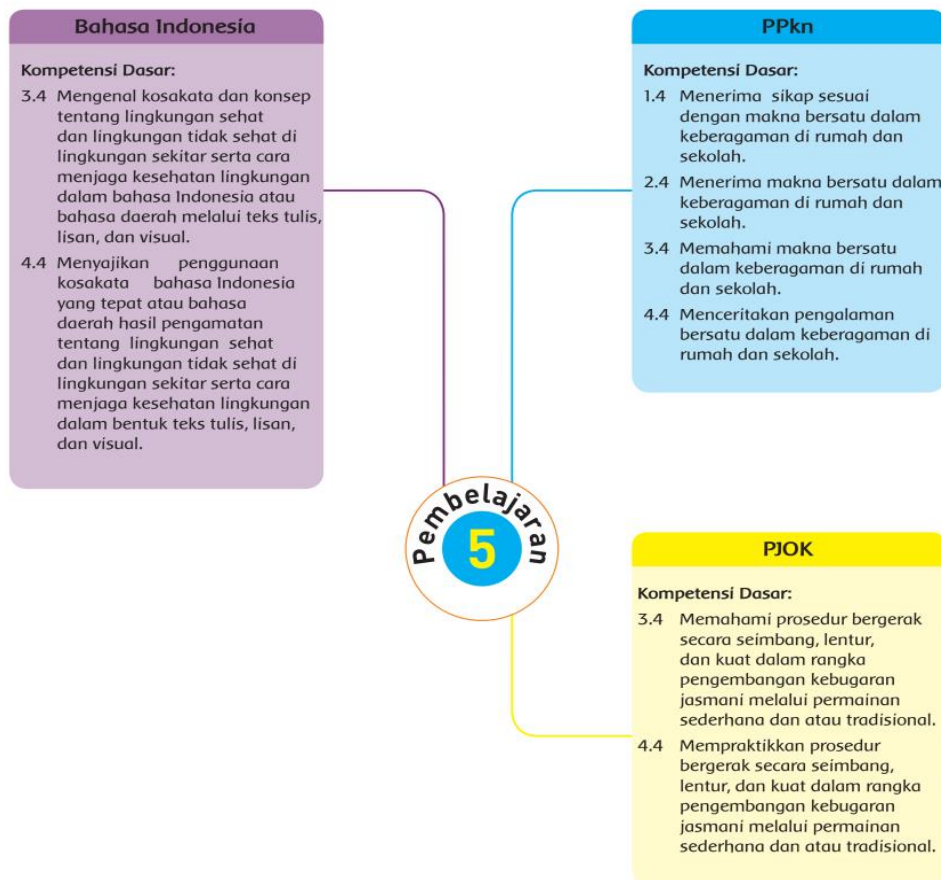 Bahasa Indonesia
Kompetensi Dasar:
3.4 Mengenal kosakata dan konsep
tentang lingkungan sehat
dan lingkungan tidak sehat di
lingkungan sekitar serta cara
menjaga kesehatan lingkungan
dalam bahasa Indonesia atau
bahasa daerah melalui teks tulis,
lisan, dan visual.
4.4 Menyajikan penggunaan
kosakata bahasa Indonesia
yang tepat atau bahasa
daerah hasil pengamatan
tentang lingkungan sehat
dan lingkungan tidak sehat di
lingkungan sekitar serta cara
menjaga kesehatan lingkungan
dalam bentuk teks tulis, lisan,
dan visual.
PPkn
Kompetensi Dasar:
1.4 Menerima sikap sesuai
dengan makna bersatu dalam
keberagaman di rumah dan
sekolah.
2.4 Menerima makna bersatu dalam
keberagaman di rumah dan
sekolah.
3.4 Memahami makna bersatu
dalam keberagaman di rumah
dan sekolah.
4.4 Menceritakan pengalaman
bersatu dalam keberagaman di
rumah dan sekolah.
Pembelajaran
5
PJOK
Kompetensi Dasar:
3.4 Memahami prosedur bergerak
secara seimbang, lentur,
dan kuat dalam rangka
pengembangan kebugaran
jasmani melalui permainan
sederhana dan atau tradisional.
4.4 Mempraktikkan prosedur
bergerak secara seimbang,
lentur, dan kuat dalam rangka
pengembangan kebugaran
jasmani melalui permainan
sederhana dan atau tradisional.